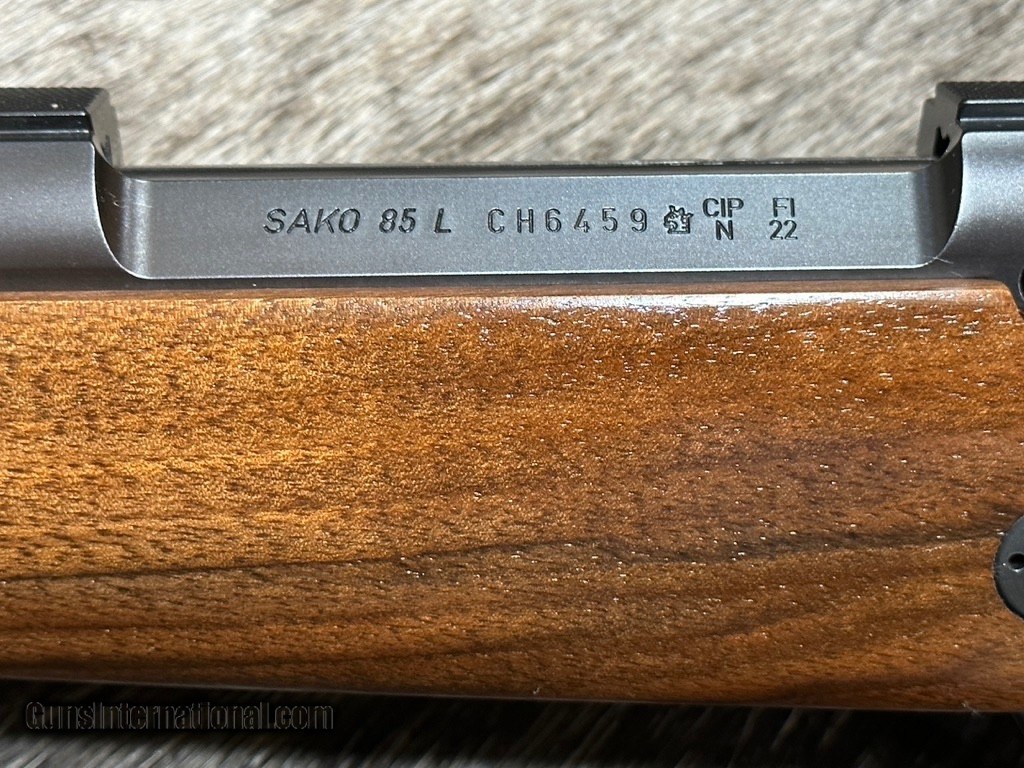 SAKO 85 L CH6459 CIP FI
N 22
GunsInternational.com